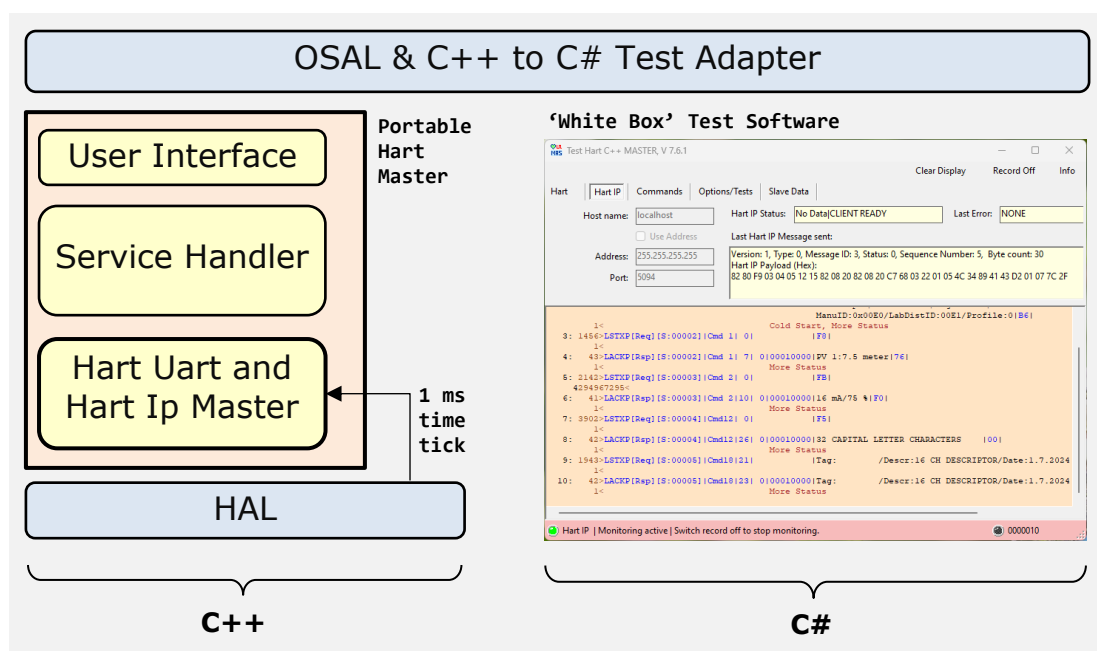 OSAL & C++ to C# Test Adapter
Portable
Hart
Master
User Interface
Service Handler
Hart Uart and
Hart Ip Master
1 ms
time
tick
HAL
C++
‘White Box’ Test Software
Test Hart C++ MASTER, V 7.6.1
Clear Display Record Off Info
Hart Hart IP Commands Options/Tests Slave Data
Host name: localhost Hart IP Status: No Data|CLIENT READY Last Error: NONE
Use Address Last Hart IP Message sent:
Address: 255.255.255.255 Version: 1, Type: 0, Message ID: 3, Status: 0, Sequence Number: 5, Byte count: 30
Hart IP Payload (Hex):
Port: 5094 82 80 F9 03 04 05 12 15 82 08 20 82 08 20 C7 68 03 22 01 05 4C 34 89 41 43 D2 01 07 7C 2F
ManuID:0x00E0/LabDistID:00E1/Profile:0|B6|
1< Cold Start, More Status
3: 1456>LSTXP[Req][S:00002]|Cmd 1| 0| |F8|
1<
4: 43>LACKP[Rsp][S:00002]|Cmd 1| 7| 0|00010000|PV 1:7.5 meter|76|
1< More Status
5: 2142>LSTXP[Req][S:00003]|Cmd 2| 0| |FB|
4294967295<
6: 41>LACKP[Rsp][S:00003]|Cmd 2|10| 0|00010000|16 mA/75 %|F0|
1< More Status
7: 3902>LSTXP[Req][S:00004]|Cmd12| 0| |F5|
1<
8: 42>LACKP[Rsp][S:00004]|Cmd12|26| 0|00010000|32 CAPITAL LETTER CHARACTERS |00|
1< More Status
9: 1943>LSTXP[Req][S:00005]|Cmd18|21| |Tag: /Descr:16 CH DESCRIPTOR/Date:1.7.2024
1<
10: 42>LACKP[Rsp][S:00005]|Cmd18|23| 0|00010000|Tag: /Descr:16 CH DESCRIPTOR/Date:1.7.2024
1< More Status
Hart IP | Monitoring active | Switch record off to stop monitoring. 0000010
C#